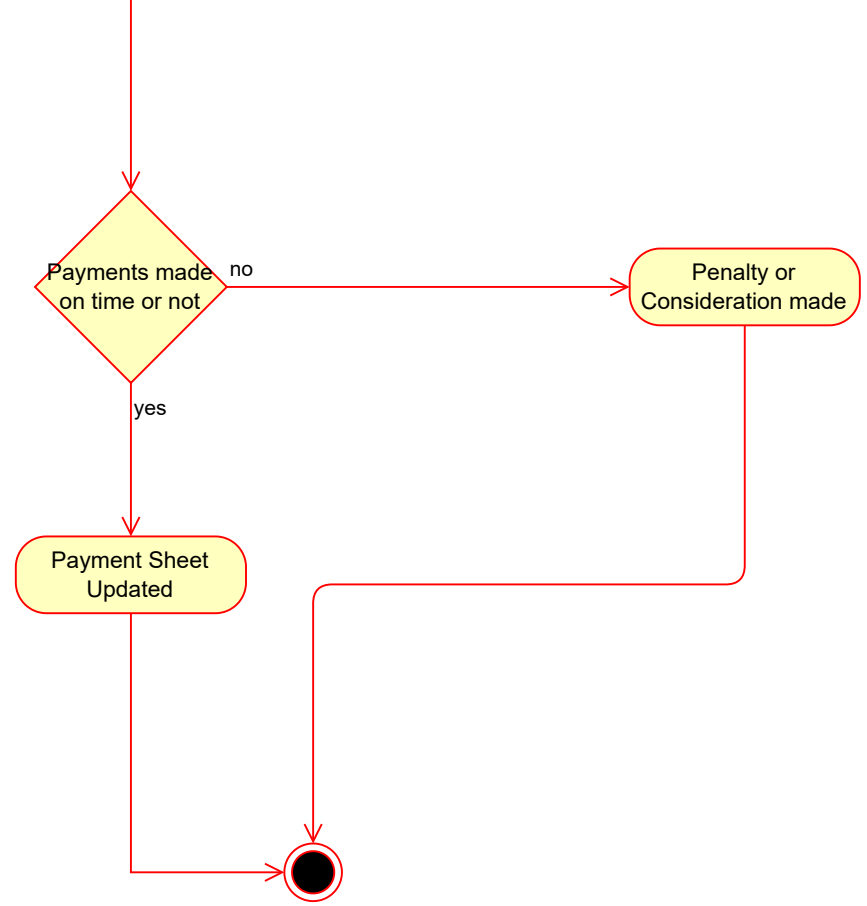 Payments made
on time or not
no
Penalty or
Consideration made
yes
Payment Sheet
Updated